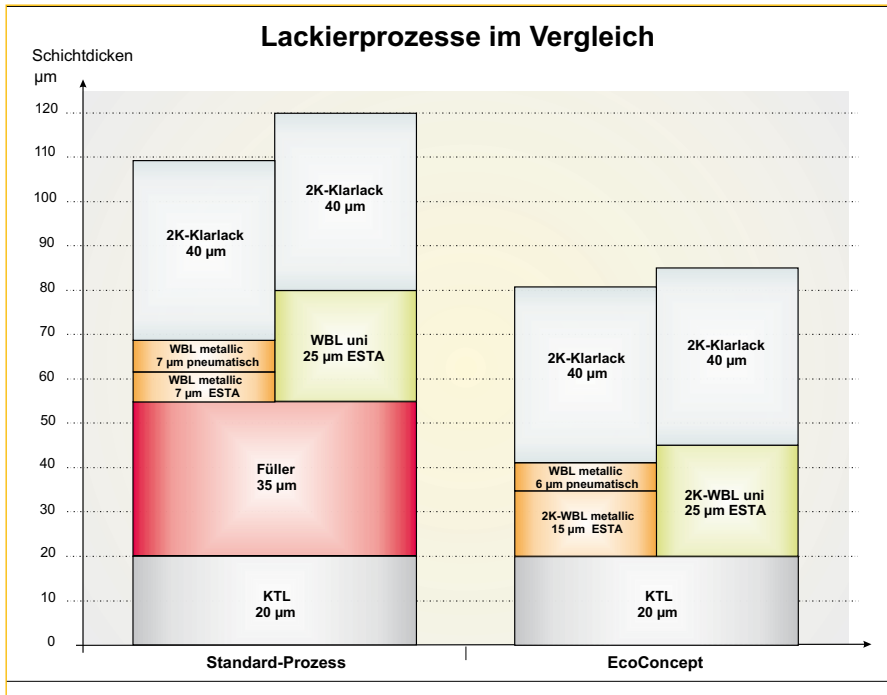 Lackierprozesse im Vergleich
Schichtdicken
µm
120
110
100
90
80
70
60
50
40
30
20
10
0
2K-Klarlack
40 µm
WBL metallic
7 µm pneumatisch
WBL metallic
7 µm ESTA
2K-Klarlack
40 µm
WBL uni
25 µm ESTA
Füller
35 µm
KTL
20 µm
2K-Klarlack
40 µm
WBL metallic
6 µm pneumatisch
2K-WBL metallic
15 µm ESTA
2K-Klarlack
40 µm
2K-WBL uni
25 µm ESTA
KTL
20 µm
Standard-Prozess
EcoConcept